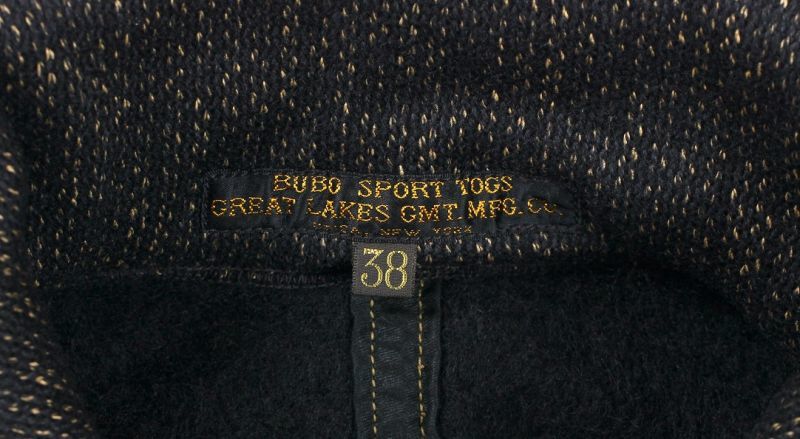 BUBO SPORT TOGS
GREAT LAKES GMT. MFG. CO.
NEW YORK
38